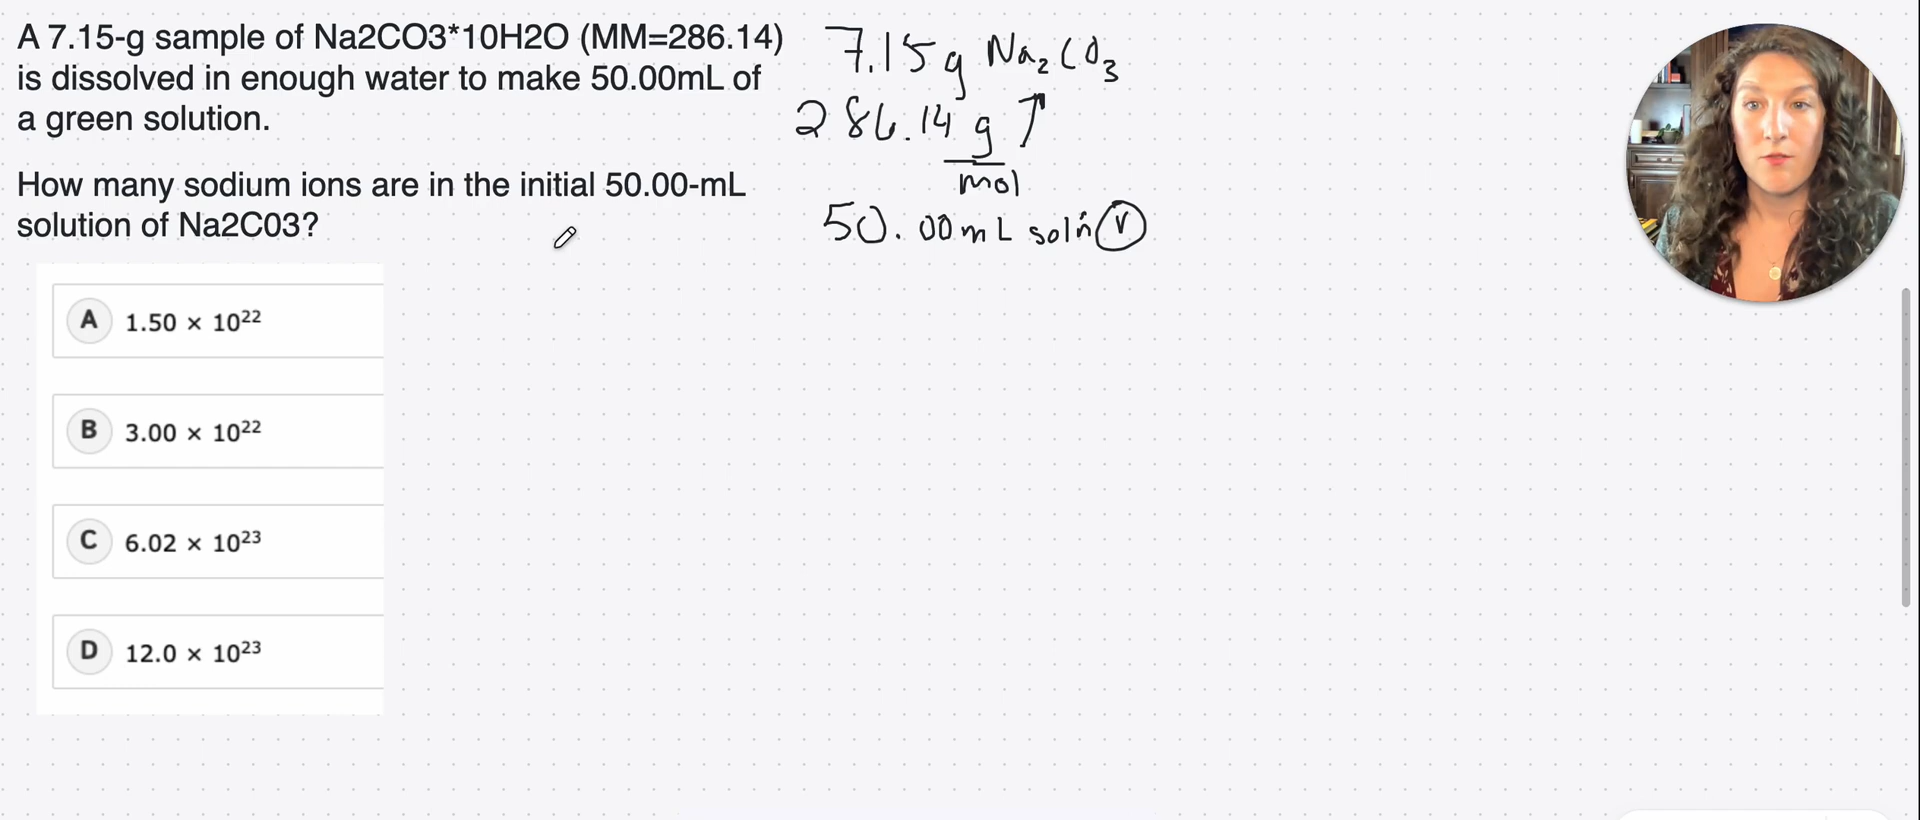 A 7.15-g sample of Na2CO3*10H2O (MM=286.14)
is dissolved in enough water to make 50.00mL of
a green solution.
How many sodium ions are in the initial 50.00-mL
solution of Na2C03?
A 1.50 × 10²²
B 3.00 × 10²²
C 6.02 × 10²³
D 12.0 × 10²³
7.15 g Na₂CO₃
286.14 g ↑
mol
50.00 mL soln V